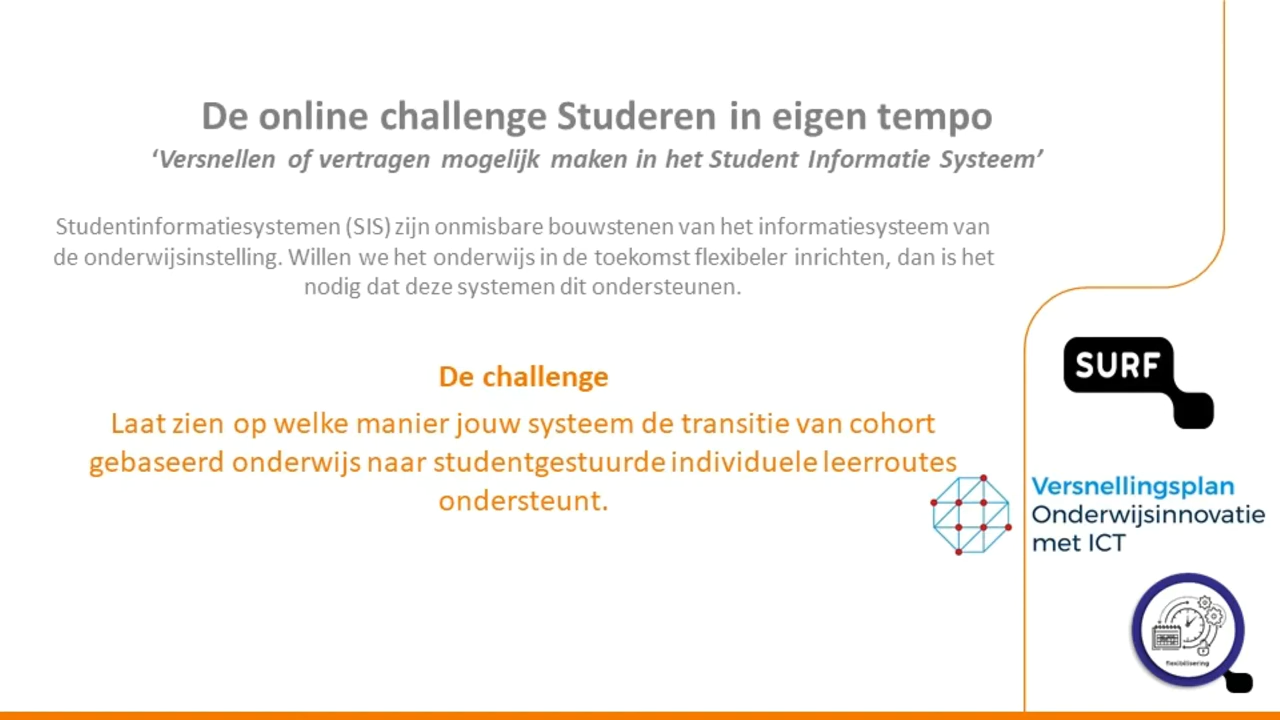 De online challenge Studeren in eigen tempo
‘Versnellen of vertragen mogelijk maken in het Student Informatie Systeem’
Studentinformatiesystemen (SIS) zijn onmisbare bouwstenen van het informatiesysteem van
de onderwijsinstelling. Willen we het onderwijs in de toekomst flexibeler inrichten, dan is het
nodig dat deze systemen dit ondersteunen.
De challenge
Laat zien op welke manier jouw systeem de transitie van cohort
gebaseerd onderwijs naar studentgestuurde individuele leerroutes
ondersteunt.
SURF
Versnellingsplan
Onderwijsinnovatie
met ICT
flexibilisering